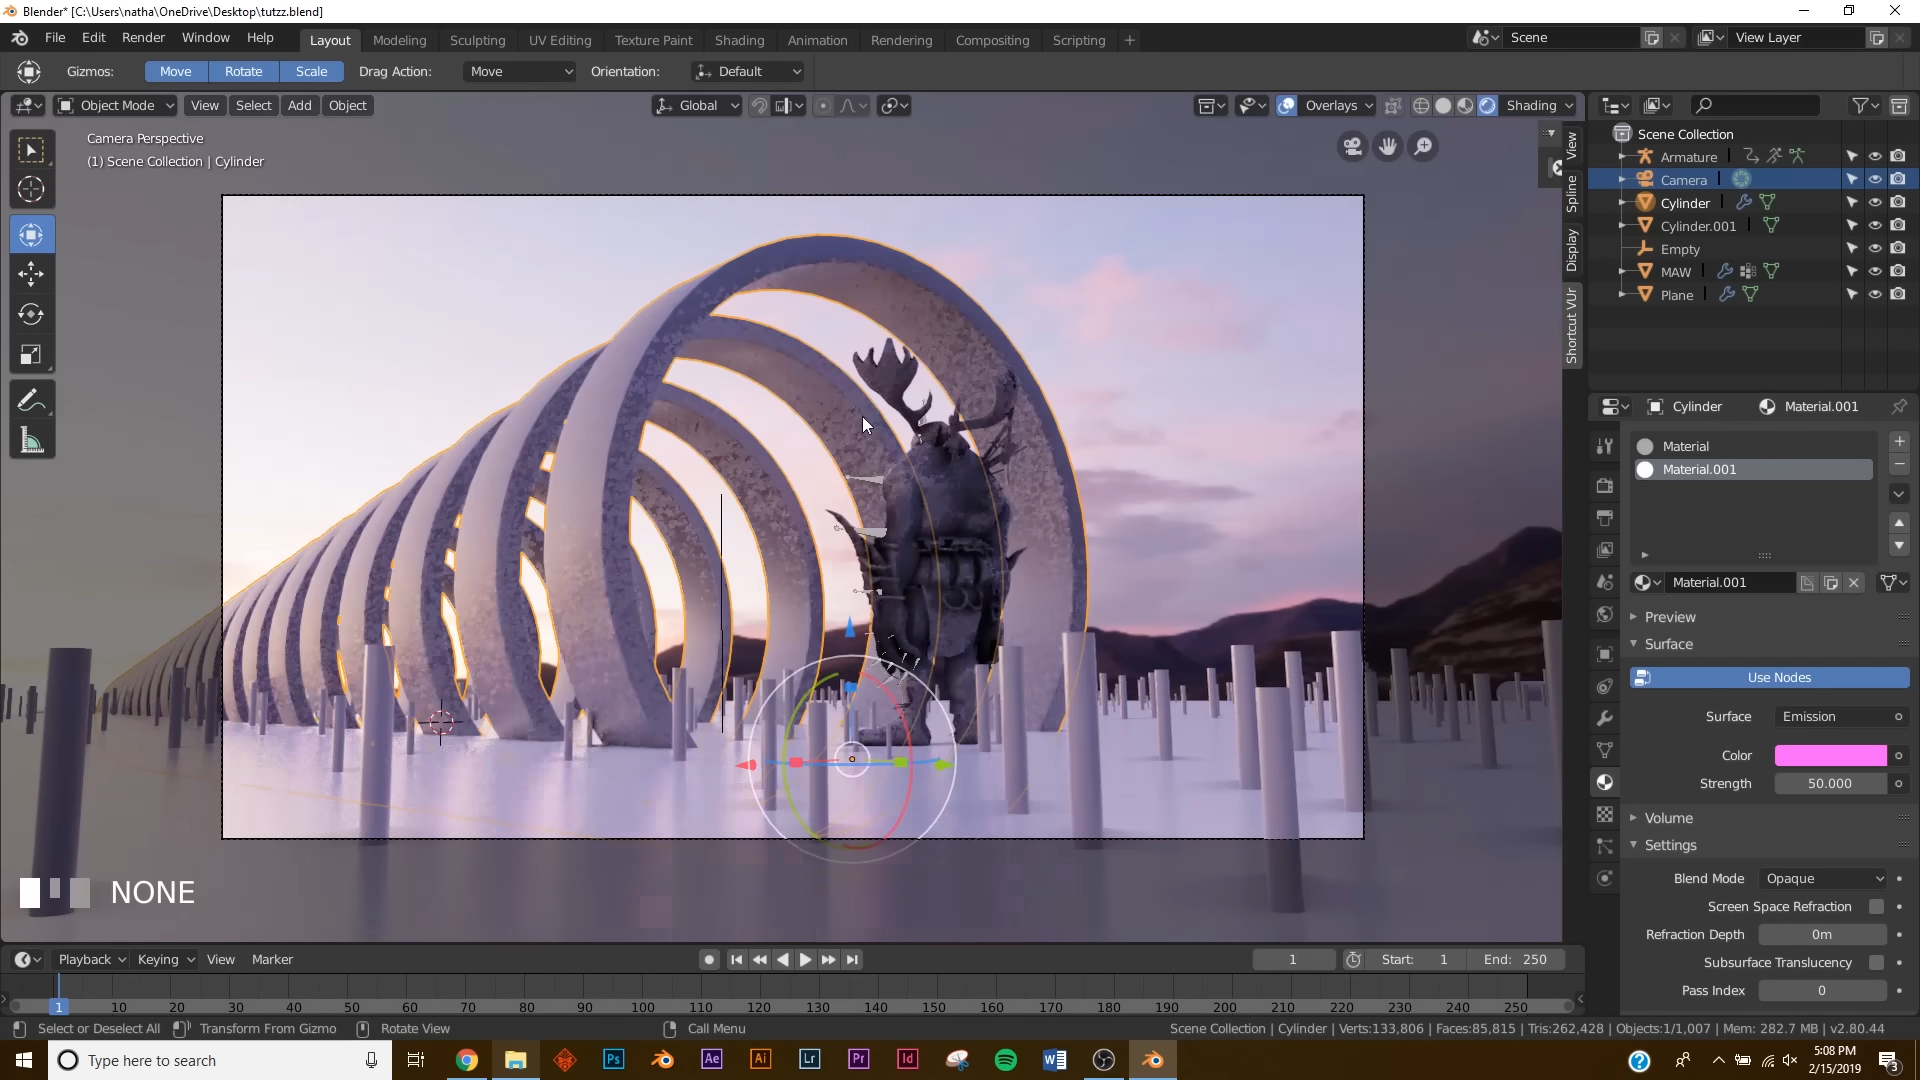 Blender* [C:\Users\natha\OneDrive\Desktop\tutzz.blend]
File Edit Render Window Help Layout Modeling Sculpting UV Editing Texture Paint Shading Animation Rendering Compositing Scripting + Scene View Layer
Gizmos: Move Rotate Scale Drag Action: Move Orientation: Default
Object Mode View Select Add Object Global Overlays Shading
Camera Perspective
(1) Scene Collection | Cylinder
View
Spline
Display
Shortcut VUr
Scene Collection
Armature
Camera
Cylinder
Cylinder.001
Empty
MAW
Plane
Cylinder Material.001
Material
Material.001
Material.001
Preview
Surface
Use Nodes
Surface Emission
Color
Strength 50.000
Volume
Settings
Blend Mode Opaque
Screen Space Refraction
Refraction Depth 0m
Subsurface Translucency
Pass Index 0
NONE
Playback Keying View Marker 1 Start: 1 End: 250
1 10 20 30 40 50 60 70 80 90 100 110 120 130 140 150 160 170 180 190 200 210 220 230 240 250
Select or Deselect All Transform From Gizmo Rotate View Call Menu Scene Collection | Cylinder | Verts:133,806 | Faces:85,815 | Tris:262,428 | Objects:1/1,007 | Mem: 282.7 MB | v2.80.44
Type here to search Ps Ae Ai Lr Pr Id W
5:08 PM
2/15/2019
3